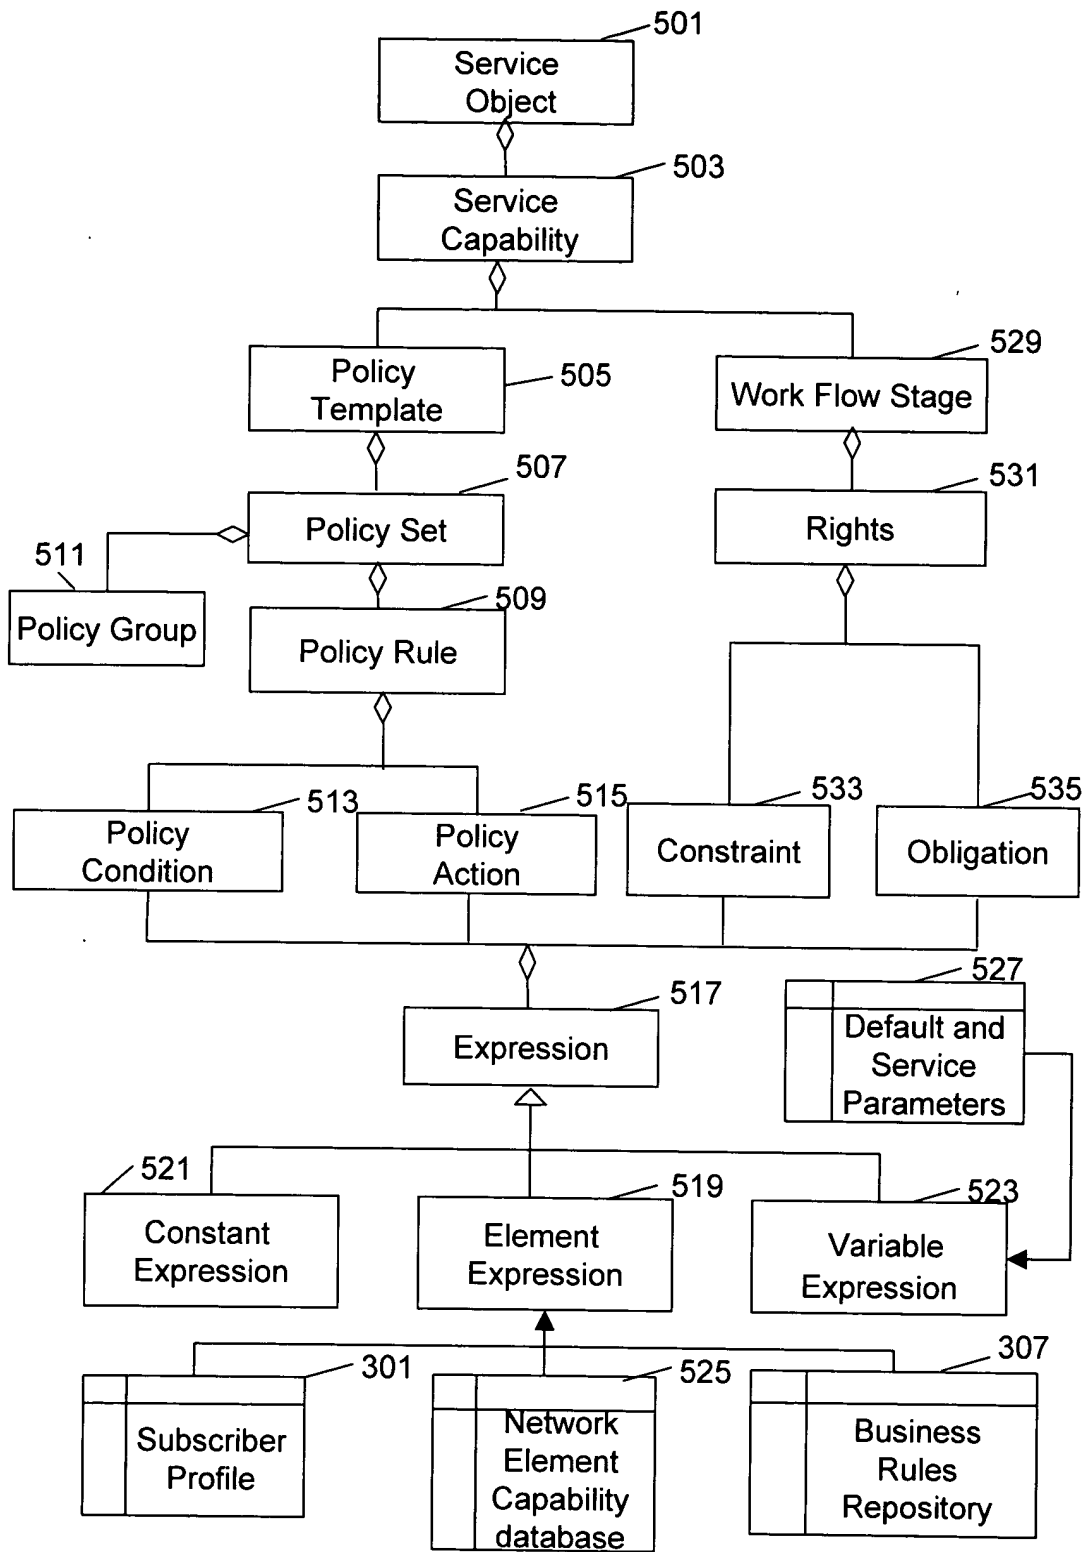 501
Service
Object
503
Service
Capability
529
Policy
Template
505
Work Flow Stage
507
531
Policy Set
Rights
511
509
Policy Group
Policy Rule
513
515
533
535
Policy
Condition
Policy
Action
Constraint
Obligation
527
517
Expression
Default and
Service
Parameters
521
519
523
Constant
Expression
Element
Expression
Variable
Expression
301
525
307
Subscriber
Profile
Network
Element
Capability
database
Business
Rules
Repository